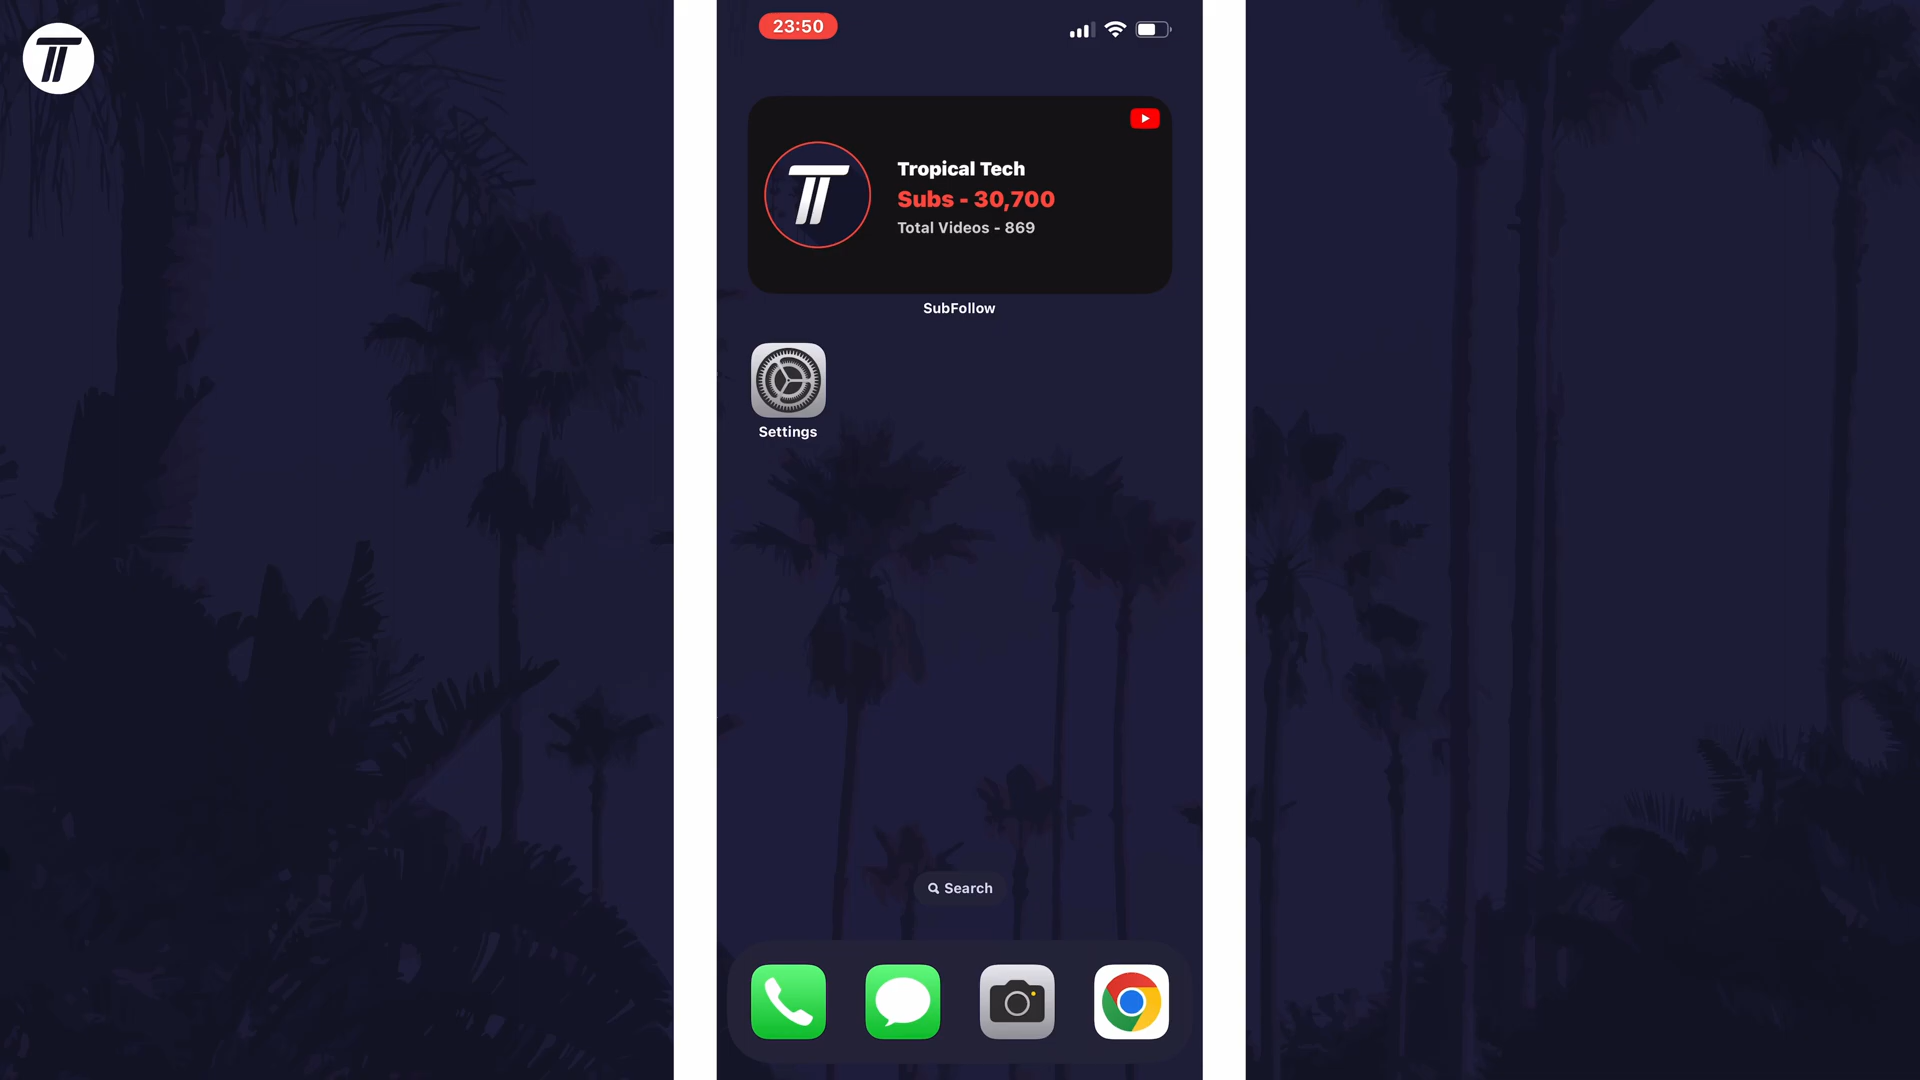 23:50
Tropical Tech
Subs - 30,700
Total Videos - 869
SubFollow
Settings
Search